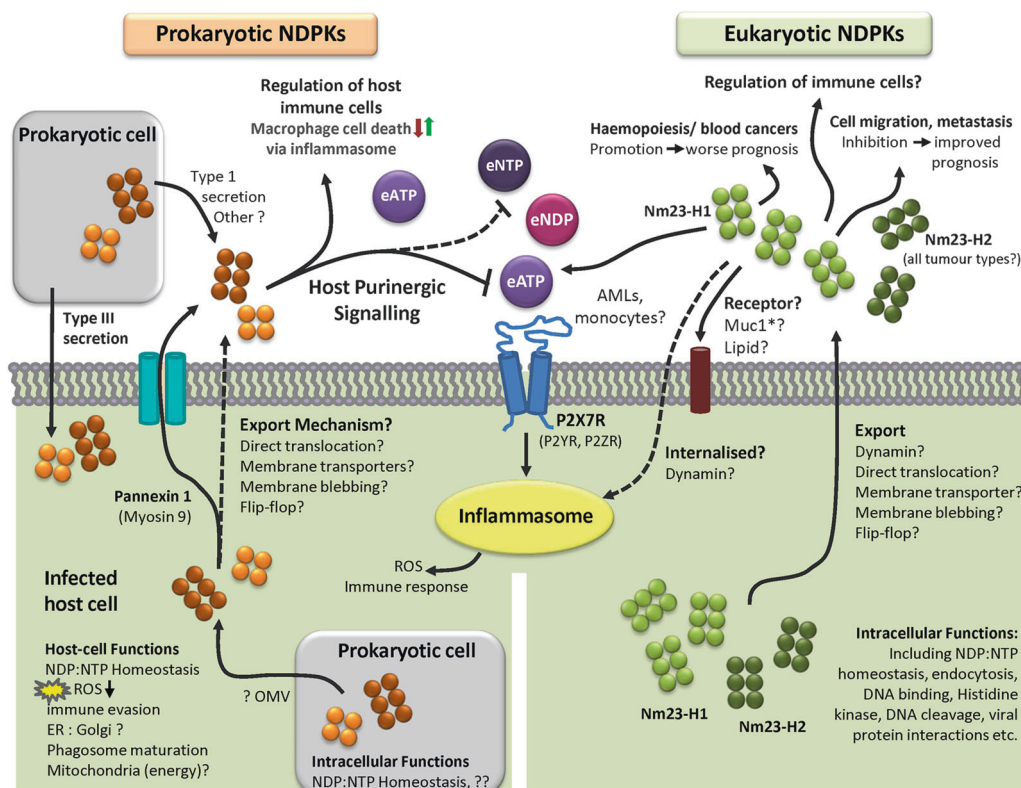 Prokaryotic NDPKs
Eukaryotic NDPKs
Prokaryotic cell
Type 1
secretion
Other ?
Regulation of host
immune cells
Macrophage cell death
via inflammasome
eATP
eNTP
eNDP
eATP
Host Purinergic
Signalling
Regulation of immune cells?
Haemopoiesis/ blood cancers
Promotion → worse prognosis
Cell migration, metastasis
Inhibition → improved
prognosis
Nm23-H1
Nm23-H2
(all tumour types?)
AMLs,
monocytes?
Receptor?
Muc1*?
Lipid?
Type III
secretion
Export Mechanism?
Direct translocation?
Membrane transporters?
Membrane blebbing?
Flip-flop?
Pannexin 1
(Myosin 9)
P2X7R
(P2YR, P2ZR)
Internalised?
Dynamin?
Export
Dynamin?
Direct translocation?
Membrane transporter?
Membrane blebbing?
Flip-flop?
Inflammasome
ROS
Immune response
Infected
host cell
Host-cell Functions
NDP:NTP Homeostasis
ROS
immune evasion
ER : Golgi ?
Phagosome maturation
Mitochondria (energy)?
? OMV
Prokaryotic cell
Intracellular Functions
NDP:NTP Homeostasis, ??
Nm23-H1
Nm23-H2
Intracellular Functions:
Including NDP:NTP
homeostasis, endocytosis,
DNA binding, Histidine
kinase, DNA cleavage, viral
protein interactions etc.